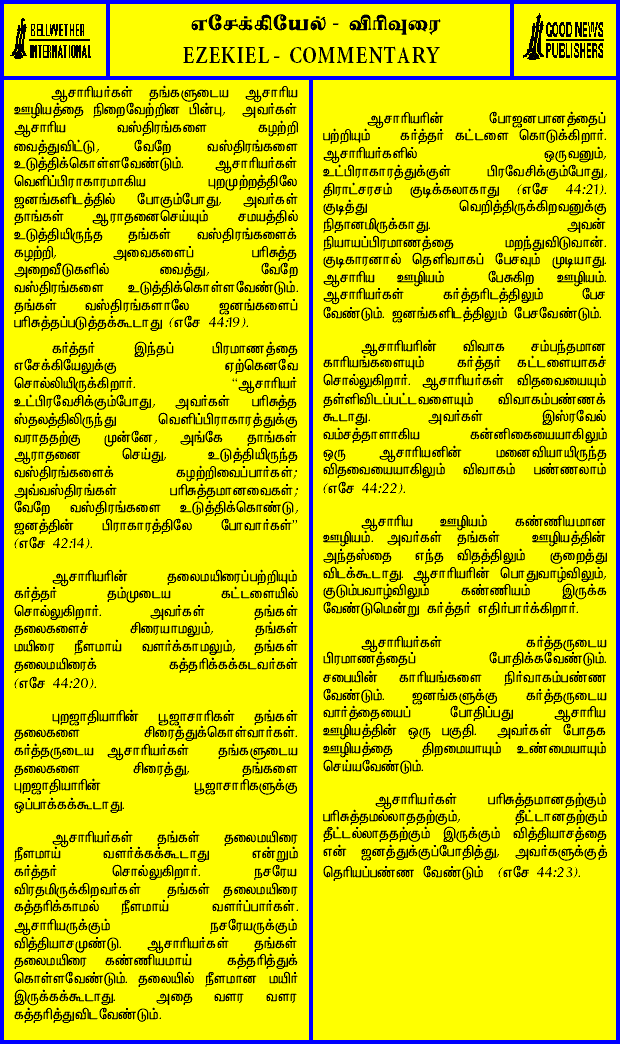 BELLWETHER
INTERNATIONAL
எசேக்கியேல் - விரிவுரை
EZEKIEL - COMMENTARY
GOOD NEWS
PUBLISHERS
ஆசாரியர்கள் தங்களுடைய ஆசாரிய
ஊழியத்தை நிறைவேற்றின பின்பு, அவர்கள்
ஆசாரிய வஸ்திரங்களை கழற்றி
வைத்துவிட்டு, வேறே வஸ்திரங்களை
உடுத்திக்கொள்ளவேண்டும். ஆசாரியர்கள்
வெளிப்பிராகாரமாகிய புறமுற்றத்திலே
ஜனங்களிடத்தில் போகும்போது, அவர்கள்
தாங்கள் ஆராதனைசெய்யும் சமயத்தில்
உடுத்தியிருந்த தங்கள் வஸ்திரங்களைக்
கழற்றி, அவைகளைப் பரிசுத்த
அறைவீடுகளில் வைத்து, வேறே
வஸ்திரங்களை உடுத்திக்கொள்ளவேண்டும்.
தங்கள் வஸ்திரங்களாலே ஜனங்களைப்
பரிசுத்தப்படுத்தக்கூடாது (எசே 44:19).
கர்த்தர் இந்தப் பிரமாணத்தை
எசேக்கியேலுக்கு ஏற்கெனவே
சொல்லியிருக்கிறார். "ஆசாரியர்
உட்பிரவேசிக்கும்போது, அவர்கள் பரிசுத்த
ஸ்தலத்திலிருந்து வெளிப்பிராகாரத்துக்கு
வராததற்கு முன்னே, அங்கே தாங்கள்
ஆராதனை செய்து, உடுத்தியிருந்த
வஸ்திரங்களைக் கழற்றிவைப்பார்கள்;
அவ்வஸ்திரங்கள் பரிசுத்தமானவைகள்;
வேறே வஸ்திரங்களை உடுத்திக்கொண்டு,
ஜனத்தின் பிராகாரத்திலே போவார்கள்"
(எசே 42:14).
ஆசாரியரின் தலைமயிரைப்பற்றியும்
கர்த்தர் தம்முடைய கட்டளையில்
சொல்லுகிறார். அவர்கள் தங்கள்
தலைகளைச் சிரையாமலும், தங்கள்
மயிரை நீளமாய் வளர்க்காமலும், தங்கள்
தலைமயிரைக் கத்தரிக்கக்கடவர்கள்
(எசே 44:20).
புறஜாதியாரின் பூஜாசாரிகள் தங்கள்
தலைகளை சிரைத்துக்கொள்வார்கள்.
கர்த்தருடைய ஆசாரியர்கள் தங்களுடைய
தலைகளை சிரைத்து, தங்களை
புறஜாதியாரின் பூஜாசாரிகளுக்கு
ஒப்பாக்கக்கூடாது.
ஆசாரியர்கள் தங்கள் தலைமயிரை
நீளமாய் வளர்க்கக்கூடாது என்றும்
கர்த்தர் சொல்லுகிறார். நசரேய
விரதமிருக்கிறவர்கள் தங்கள் தலைமயிரை
கத்தரிக்காமல் நீளமாய் வளர்ப்பார்கள்.
ஆசாரியருக்கும் நசரேயருக்கும்
வித்தியாசமுண்டு. ஆசாரியர்கள் தங்கள்
தலைமயிரை கண்ணியமாய் கத்தரித்துக்
கொள்ளவேண்டும். தலையில் நீளமான மயிர்
இருக்கக்கூடாது. அதை வளர வளர
கத்தரித்துவிடவேண்டும்.
ஆசாரியரின் போஜனபானத்தைப்
பற்றியும் கர்த்தர் கட்டளை கொடுக்கிறார்.
ஆசாரியர்களில் ஒருவனும்,
உட்பிராகாரத்துக்குள் பிரவேசிக்கும்போது,
திராட்சரசம் குடிக்கலாகாது (எசே 44:21).
குடித்து வெறித்திருக்கிறவனுக்கு
நிதானமிருக்காது. அவன்
நியாயப்பிரமாணத்தை மறந்துவிடுவான்.
குடிகாரனால் தெளிவாகப் பேசவும் முடியாது.
ஆசாரிய ஊழியம் பேசுகிற ஊழியம்.
ஆசாரியர்கள் கர்த்தரிடத்திலும் பேச
வேண்டும். ஜனங்களிடத்திலும் பேசவேண்டும்.
ஆசாரியரின் விவாக சம்பந்தமான
காரியங்களையும் கர்த்தர் கட்டளையாகச்
சொல்லுகிறார். ஆசாரியர்கள் விதவையையும்
தள்ளிவிடப்பட்டவளையும் விவாகம்பண்ணக்
கூடாது. அவர்கள் இஸ்ரவேல்
வம்சத்தாளாகிய கன்னிகையையாகிலும்
ஒரு ஆசாரியனின் மனைவியாயிருந்த
விதவையையாகிலும் விவாகம் பண்ணலாம்
(எசே 44:22).
ஆசாரிய ஊழியம் கண்ணியமான
ஊழியம். அவர்கள் தங்கள் ஊழியத்தின்
அந்தஸ்தை எந்த விதத்திலும் குறைத்து
விடக்கூடாது. ஆசாரியரின் பொதுவாழ்விலும்,
குடும்பவாழ்விலும் கண்ணியம் இருக்க
வேண்டுமென்று கர்த்தர் எதிர்பார்க்கிறார்.
ஆசாரியர்கள் கர்த்தருடைய
பிரமாணத்தைப் போதிக்கவேண்டும்.
சபையின் காரியங்களை நிர்வாகம்பண்ண
வேண்டும். ஜனங்களுக்கு கர்த்தருடைய
வார்த்தையைப் போதிப்பது ஆசாரிய
ஊழியத்தின் ஒரு பகுதி. அவர்கள் போதக
ஊழியத்தை திறமையாயும் உண்மையாயும்
செய்யவேண்டும்.
ஆசாரியர்கள் பரிசுத்தமானதற்கும்
பரிசுத்தமல்லாததற்கும், தீட்டானதற்கும்
தீட்டல்லாததற்கும் இருக்கும் வித்தியாசத்தை
என் ஜனத்துக்குப்போதித்து, அவர்களுக்குத்
தெரியப்பண்ண வேண்டும் (எசே 44:23).